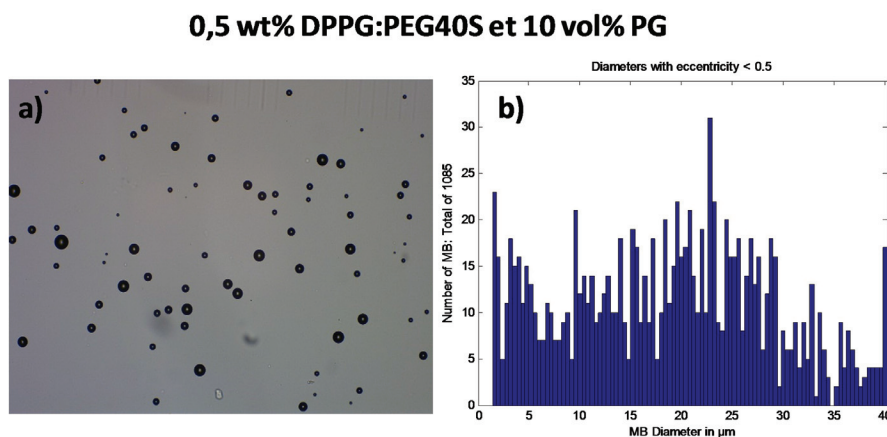 0,5 wt% DPPG:PEG40S et 10 vol% PG
a)
Diameters with eccentricity < 0.5
b)
Number of MB: Total of 1085
35
30
25
20
15
10
5
0
0 5 10 15 20 25 30 35 40
MB Diameter in µm